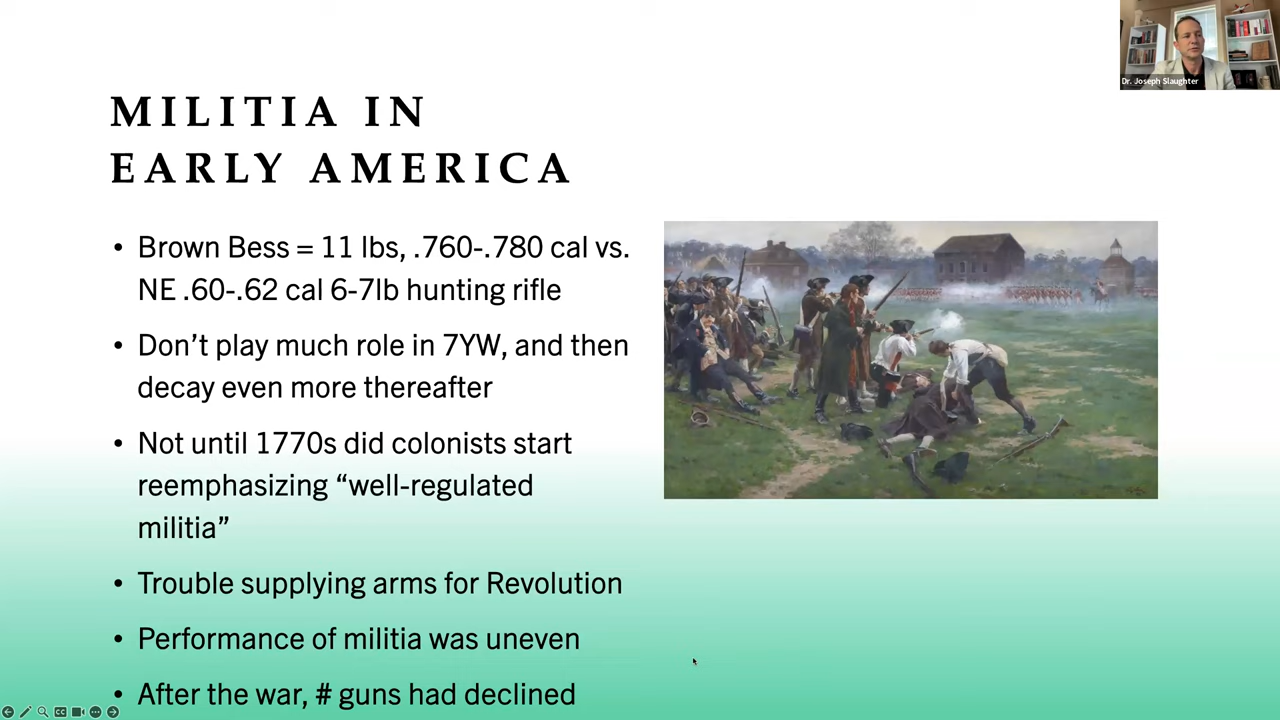 Dr. Joseph Slaughter
MILITIA IN
EARLY AMERICA
• Brown Bess = 11 lbs, .760-.780 cal vs.
NE .60-.62 cal 6-7lb hunting rifle
• Don’t play much role in 7YW, and then
decay even more thereafter
• Not until 1770s did colonists start
reemphasizing “well-regulated
militia”
• Trouble supplying arms for Revolution
• Performance of militia was uneven
• After the war, # guns had declined
CC